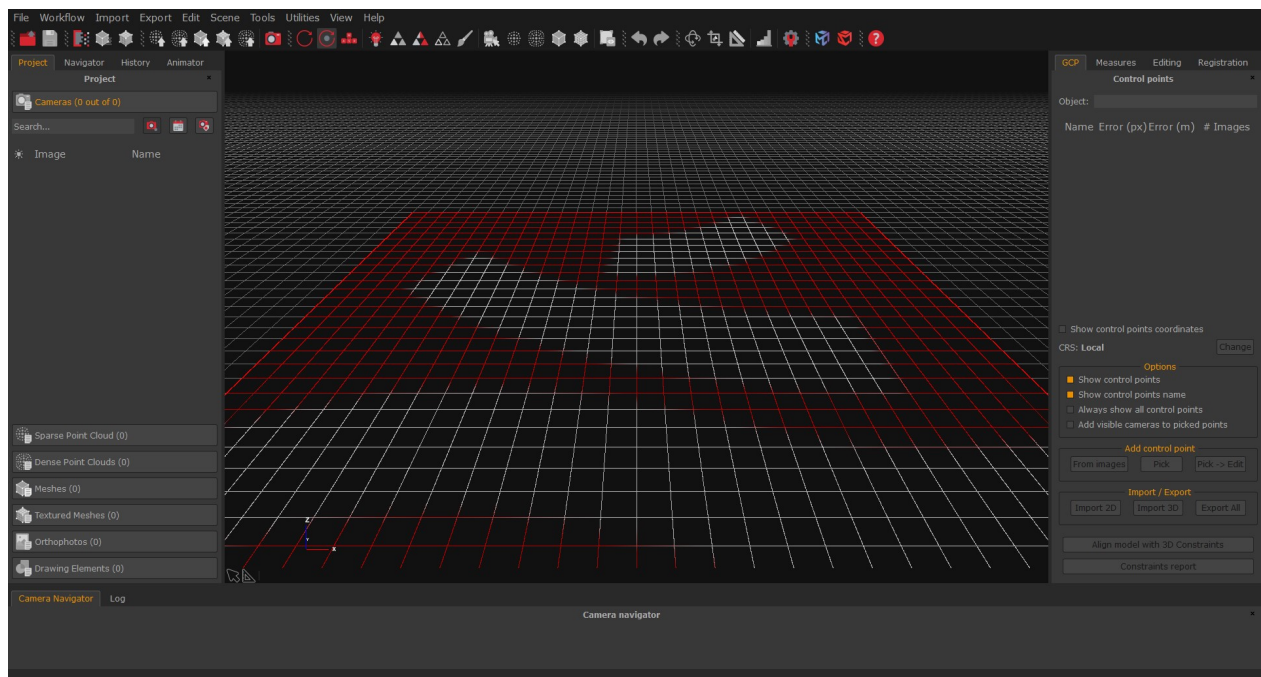 File Workflow Import Export Edit Scene Tools Utilities View Help
Project Navigator History Animator
Project
Cameras (0 out of 0)
Search...
Image Name
Sparse Point Cloud (0)
Dense Point Clouds (0)
Meshes (0)
Textured Meshes (0)
Orthophotos (0)
Drawing Elements (0)
Z
Y
X
GCP Measures Editing Registration
Control points
Object:
Name Error (px) Error (m) # Images
Show control points coordinates
CRS: Local Change
Options
Show control points
Show control points name
Always show all control points
Add visible cameras to picked points
Add control point
From images Pick Pick -> Edit
Import / Export
Import 2D Import 3D Export All
Align model with 3D Constraints
Constraints report
Camera Navigator Log
Camera navigator